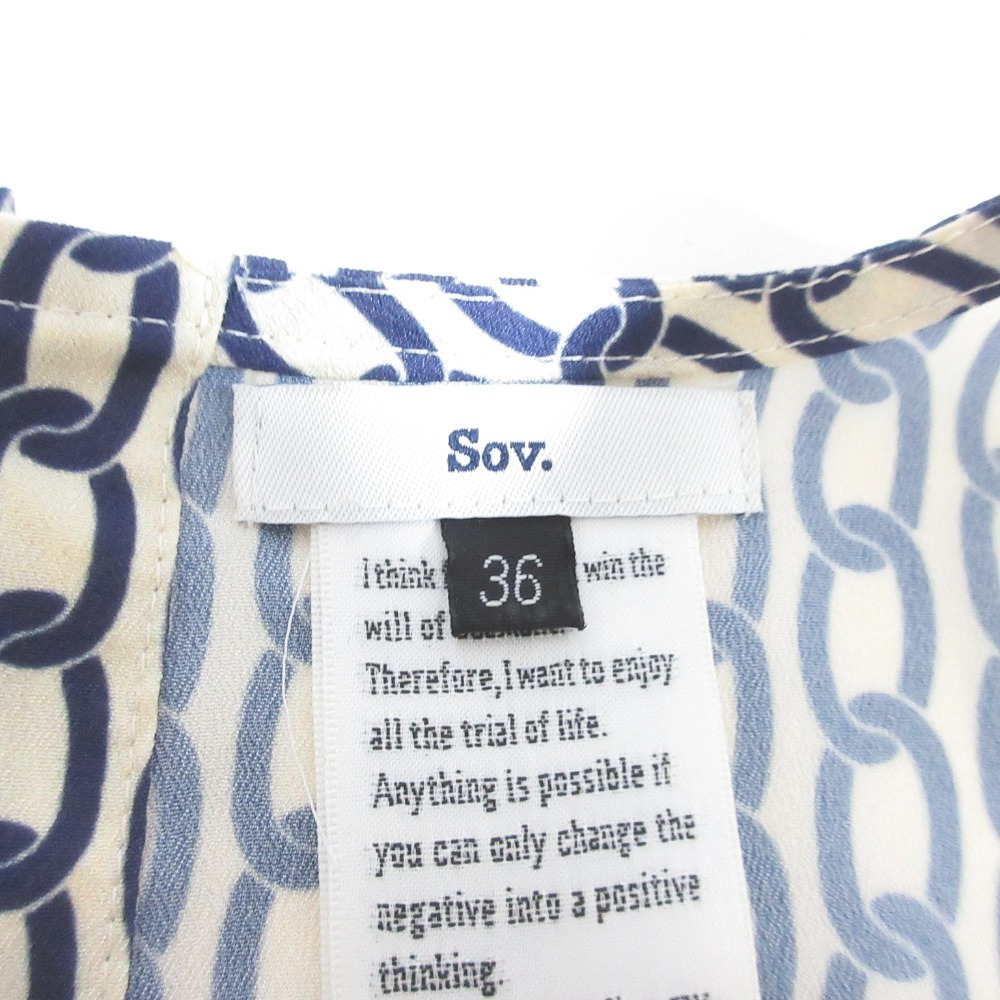 Sov.
36
I think win the
will of
Therefore, I want to enjoy
all the trial of life.
Anything is possible if
you can only change the
negative into a positive
thinking.